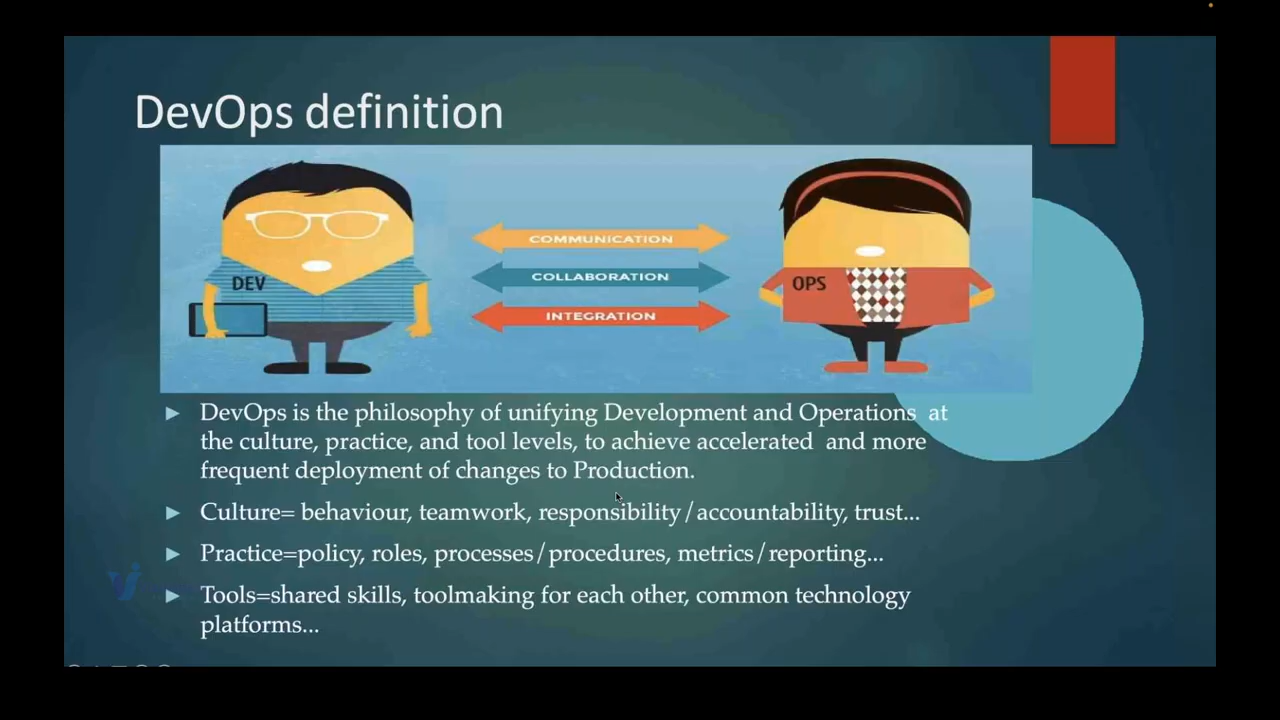 DevOps definition
COMMUNICATION
DEV
COLLABORATION
OPS
INTEGRATION
DevOps is the philosophy of unifying Development and Operations at
the culture, practice, and tool levels, to achieve accelerated and more
frequent deployment of changes to Production.
Culture= behaviour, teamwork, responsibility/accountability, trust...
Practice=policy, roles, processes/procedures, metrics/reporting...
Tools=shared skills, toolmaking for each other, common technology
platforms...